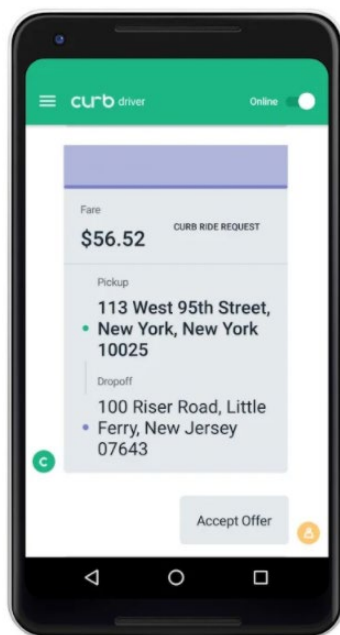 curb driver
Online
Fare
$56.52
CURB RIDE REQUEST
Pickup
113 West 95th Street,
New York, New York
10025
Dropoff
100 Riser Road, Little
Ferry, New Jersey
07643
C
Accept Offer